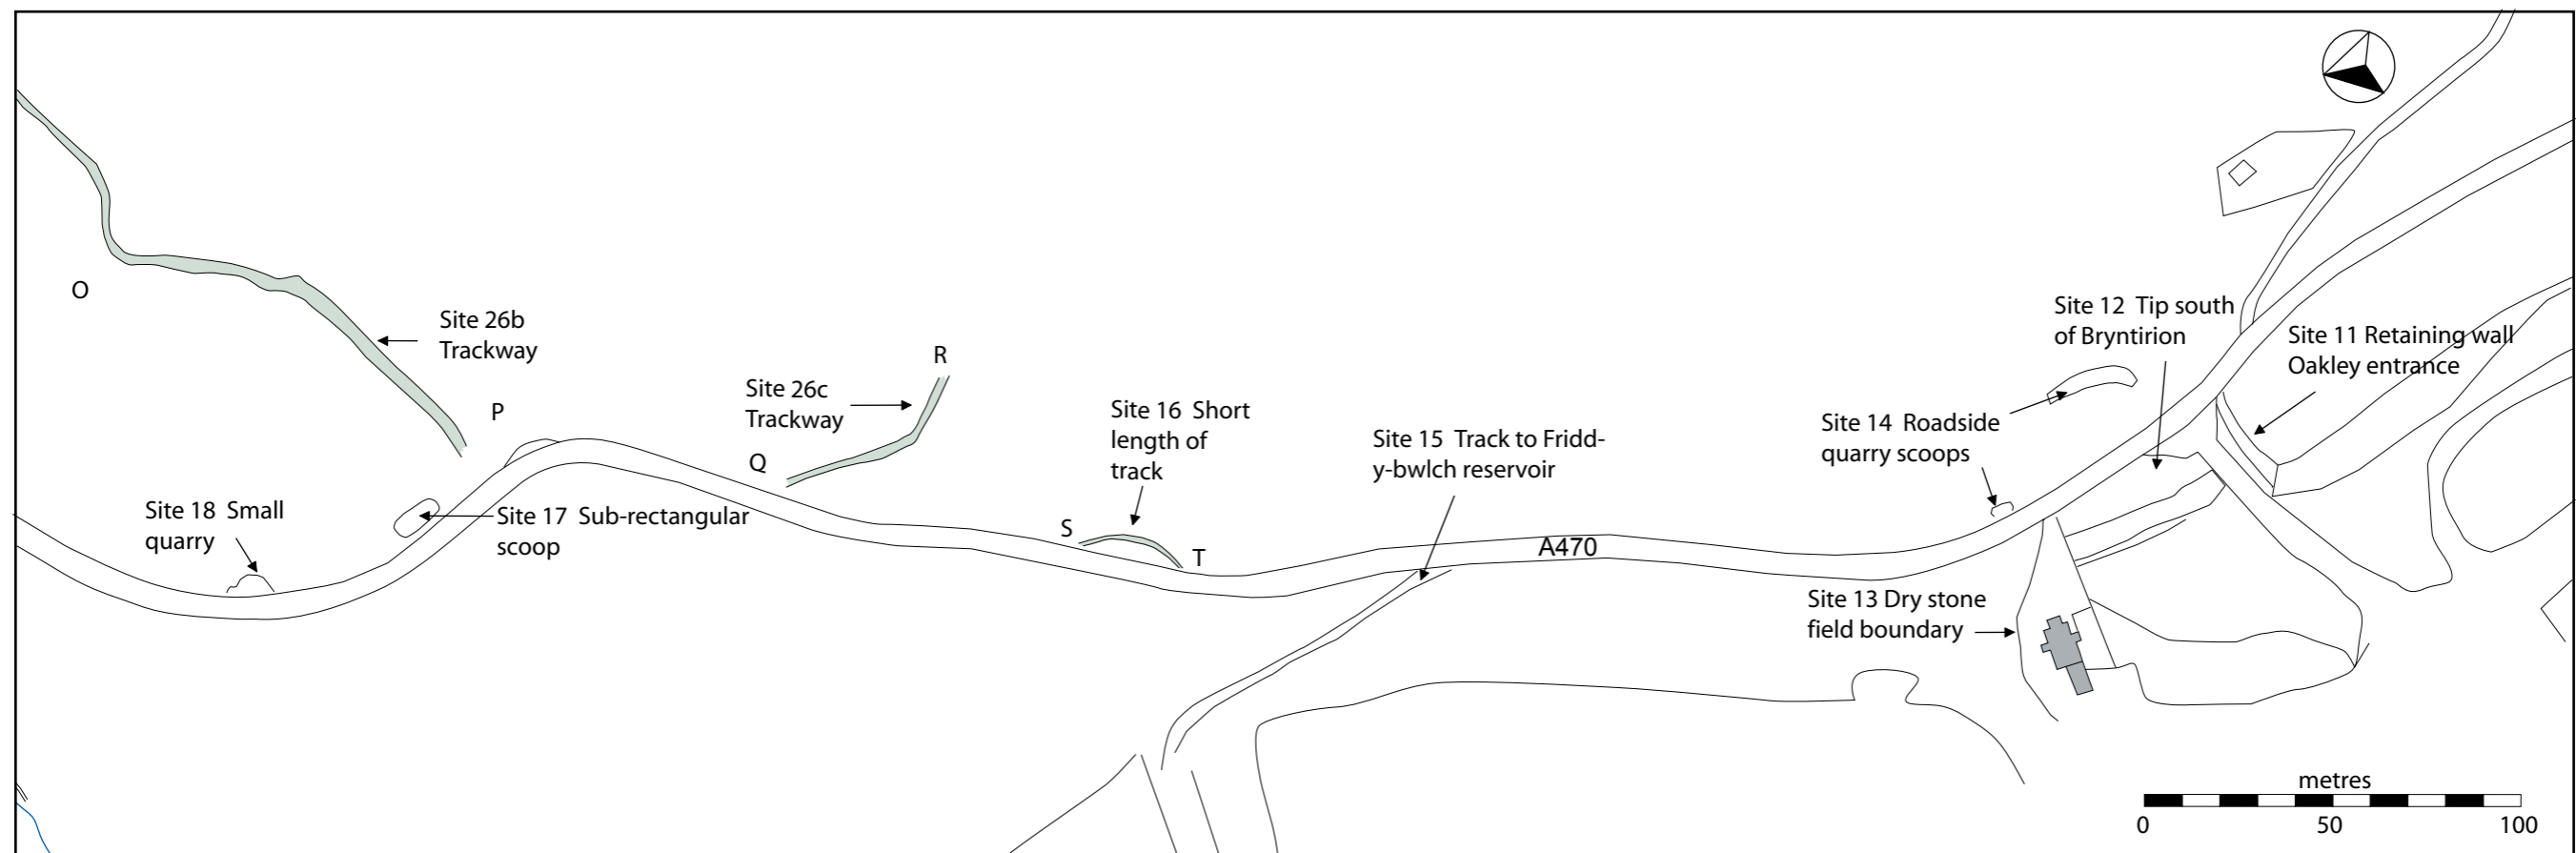 O
Site 26b
Trackway
P
Site 18 Small
quarry
Site 17 Sub-rectangular
scoop
Site 26c
Trackway
Q
R
Site 16 Short
length of
track
S
T
Site 15 Track to Fridd-
y-bwlch reservoir
A470
Site 14 Roadside
quarry scoops
Site 12 Tip south
of Bryntirion
Site 11 Retaining wall
Oakley entrance
Site 13 Dry stone
field boundary
metres
0 50 100